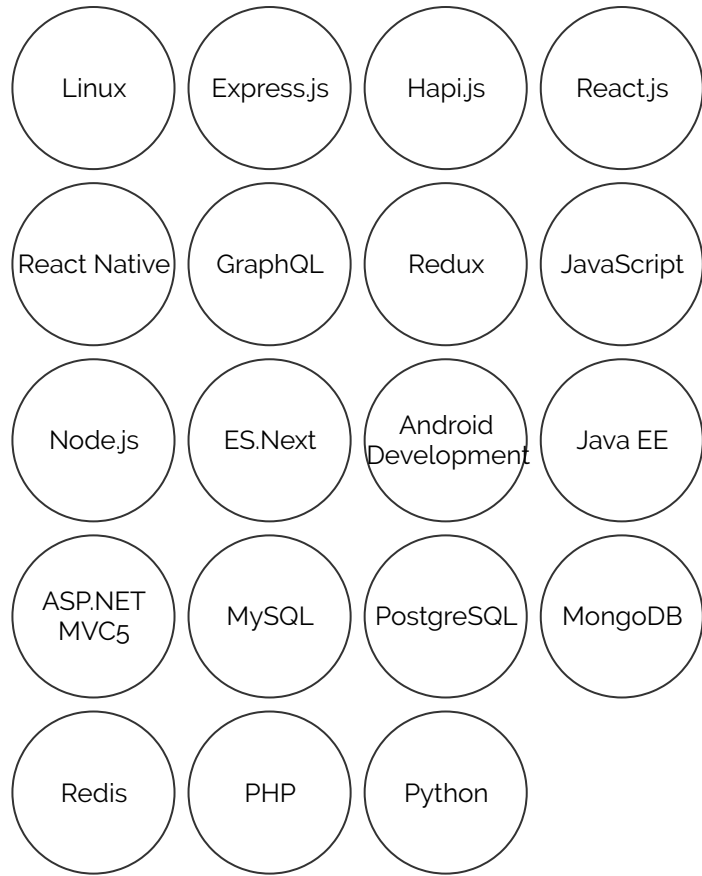 Linux
Express.js
Hapi.js
React.js
React Native
GraphQL
Redux
JavaScript
Node.js
ES.Next
Android
Development
Java EE
ASP.NET
MVC5
MySQL
PostgreSQL
MongoDB
Redis
PHP
Python